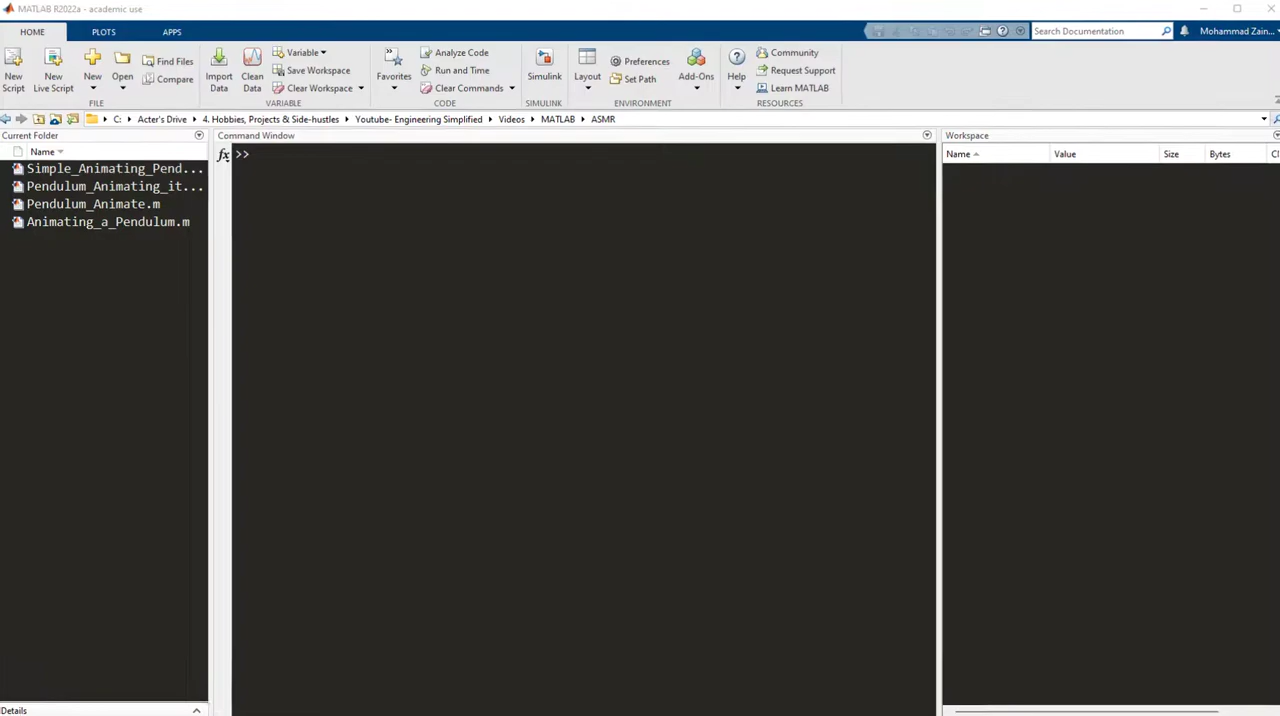 MATLAB R2022a - academic use
HOME PLOTS APPS
Search Documentation
Mohammad Zain...
New Script
New Live Script
New
Open
Find Files
Compare
FILE
Import Data
Clean Data
Variable
Save Workspace
Clear Workspace
VARIABLE
Favorites
Analyze Code
Run and Time
Clear Commands
CODE
Simulink
SIMULINK
Layout
Preferences
Set Path
Add-Ons
ENVIRONMENT
Help
Community
Request Support
Learn MATLAB
RESOURCES
C: Acter's Drive 4. Hobbies, Projects & Side-hustles Youtube- Engineering Simplified Videos MATLAB ASMR
Current Folder
Name
Simple_Animating_Pend...
Pendulum_Animating_it...
Pendulum_Animate.m
Animating_a_Pendulum.m
Details
Command Window
fx >>
Workspace
Name Value Size Bytes Cl